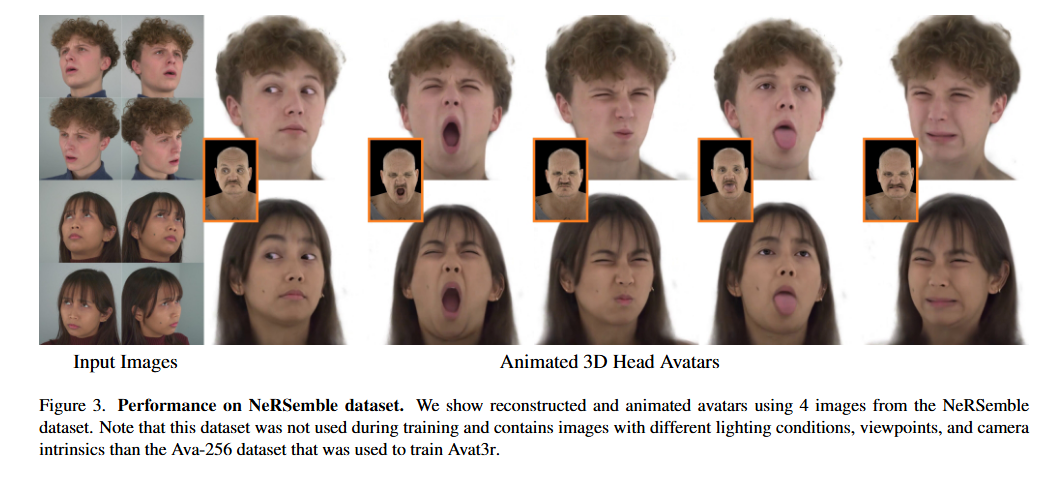 Input Images
Animated 3D Head Avatars
Figure 3. Performance on NeRSemble dataset. We show reconstructed and animated avatars using 4 images from the NeRSemble
dataset. Note that this dataset was not used during training and contains images with different lighting conditions, viewpoints, and camera
intrinsics than the Ava-256 dataset that was used to train Avat3r.